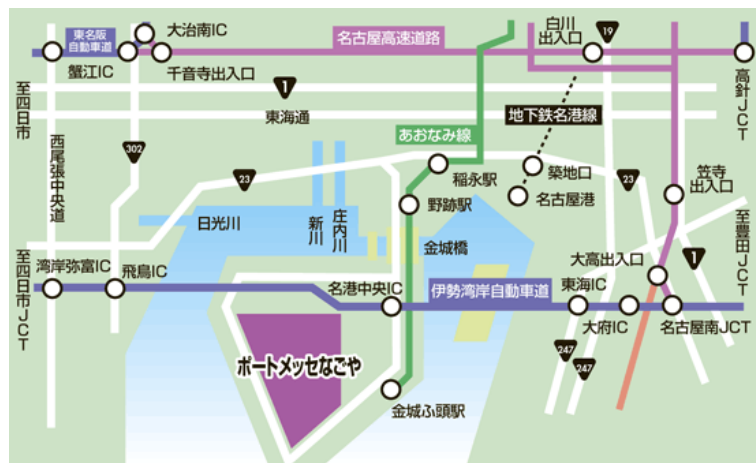 東名阪
自動車道
大治南IC
蟹江IC
千音寺出入口
名古屋高速道路
白川
出入口
19
高針JCT
至四日市
1
東海通
西尾張中央道
302
23
あおなみ線
地下鉄名港線
稲永駅
野跡駅
築地口
名古屋港
23
笠寺
出入口
日光川
新川
庄内川
金城橋
至豊田JCT
至四日市JCT
湾岸弥富IC
飛鳥IC
名港中央IC
伊勢湾岸自動車道
大高出入口
1
東海IC
大府IC
名古屋南JCT
ポートメッセなごや
247
247
金城ふ頭駅